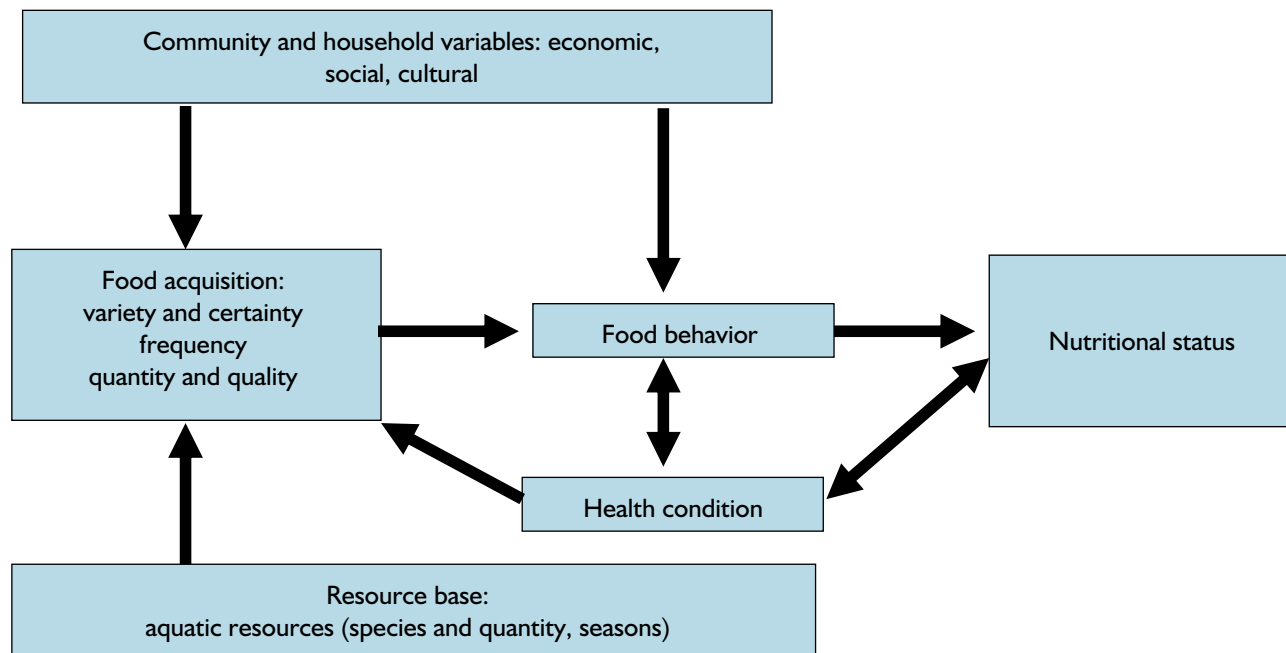 Community and household variables: economic,
social, cultural
Food acquisition:
variety and certainty
frequency
quantity and quality
Food behavior
Nutritional status
Health condition
Resource base:
aquatic resources (species and quantity, seasons)